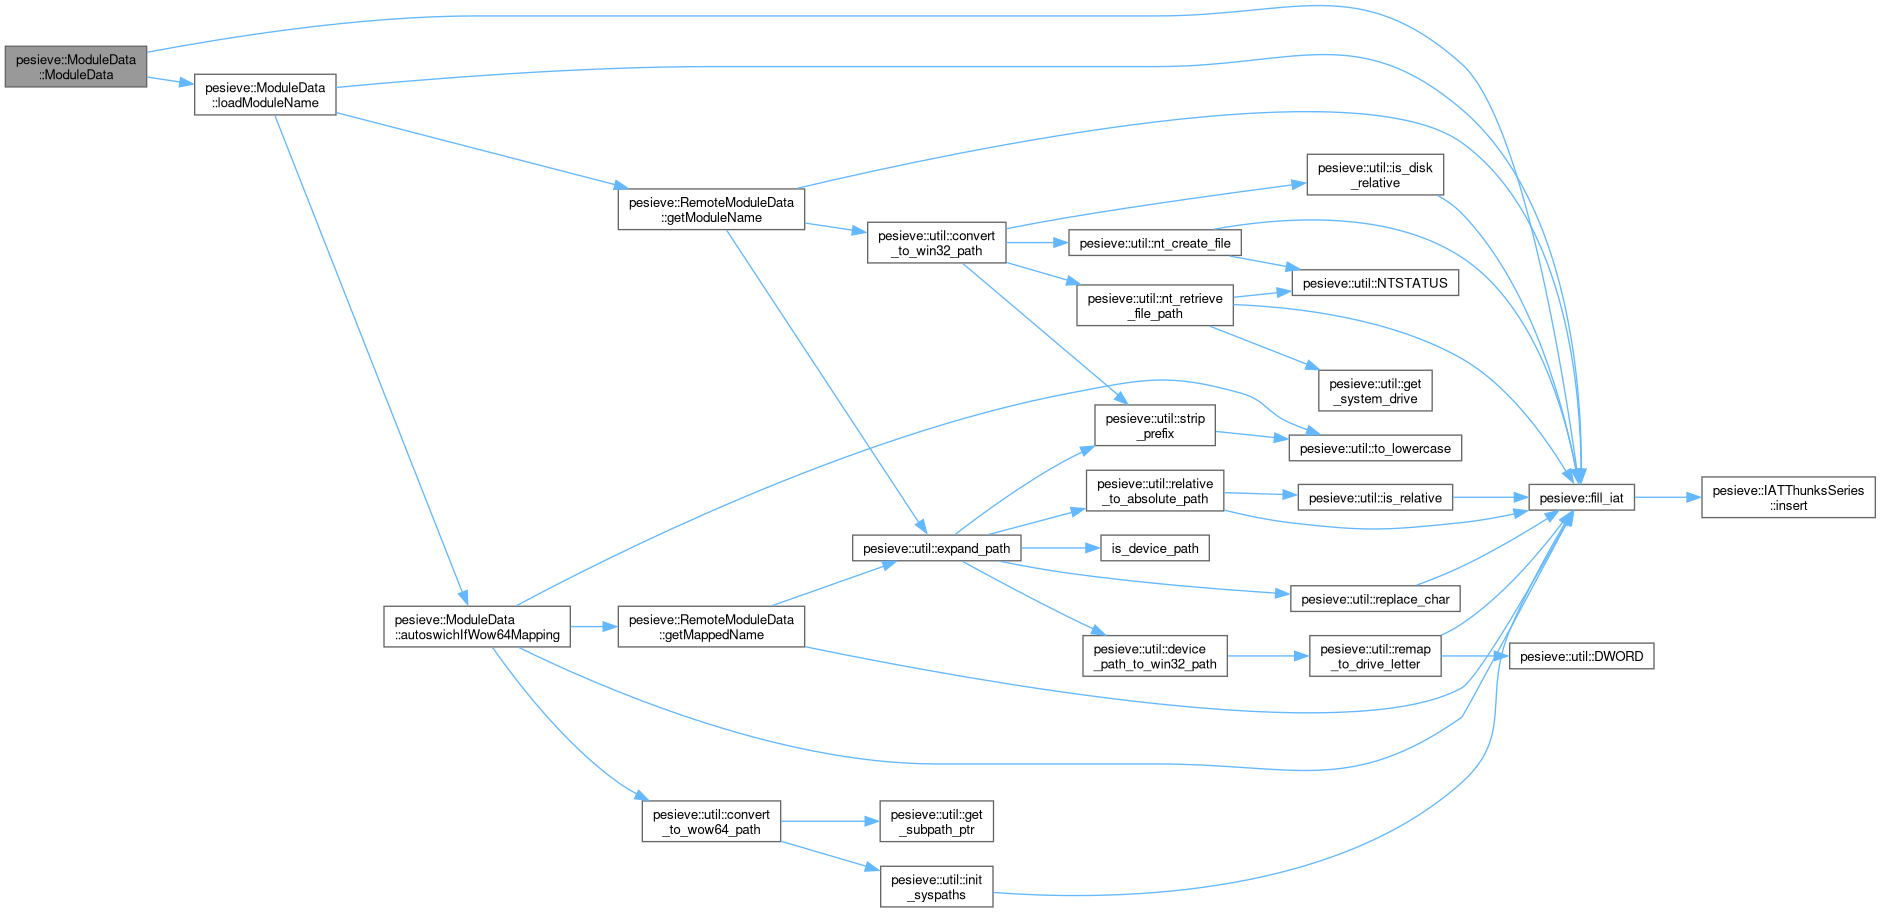 pesieve::ModuleData
::ModuleData
pesieve::ModuleData
::loadModuleName
pesieve::RemoteModuleData
::getModuleName
pesieve::util::convert
_to_win32_path
pesieve::util::is_disk
_relative
pesieve::util::nt_create_file
pesieve::util::NTSTATUS
pesieve::util::nt_retrieve
_file_path
pesieve::util::get
_system_drive
pesieve::util::strip
_prefix
pesieve::util::to_lowercase
pesieve::util::relative
_to_absolute_path
pesieve::util::is_relative
pesieve::fill_iat
pesieve::IATThunksSeries
::insert
pesieve::util::expand_path
is_device_path
pesieve::util::replace_char
pesieve::ModuleData
::autoswichIfWow64Mapping
pesieve::RemoteModuleData
::getMappedName
pesieve::util::device
_path_to_win32_path
pesieve::util::remap
_to_drive_letter
pesieve::util::DWORD
pesieve::util::convert
_to_wow64_path
pesieve::util::get
_subpath_ptr
pesieve::util::init
_syspaths